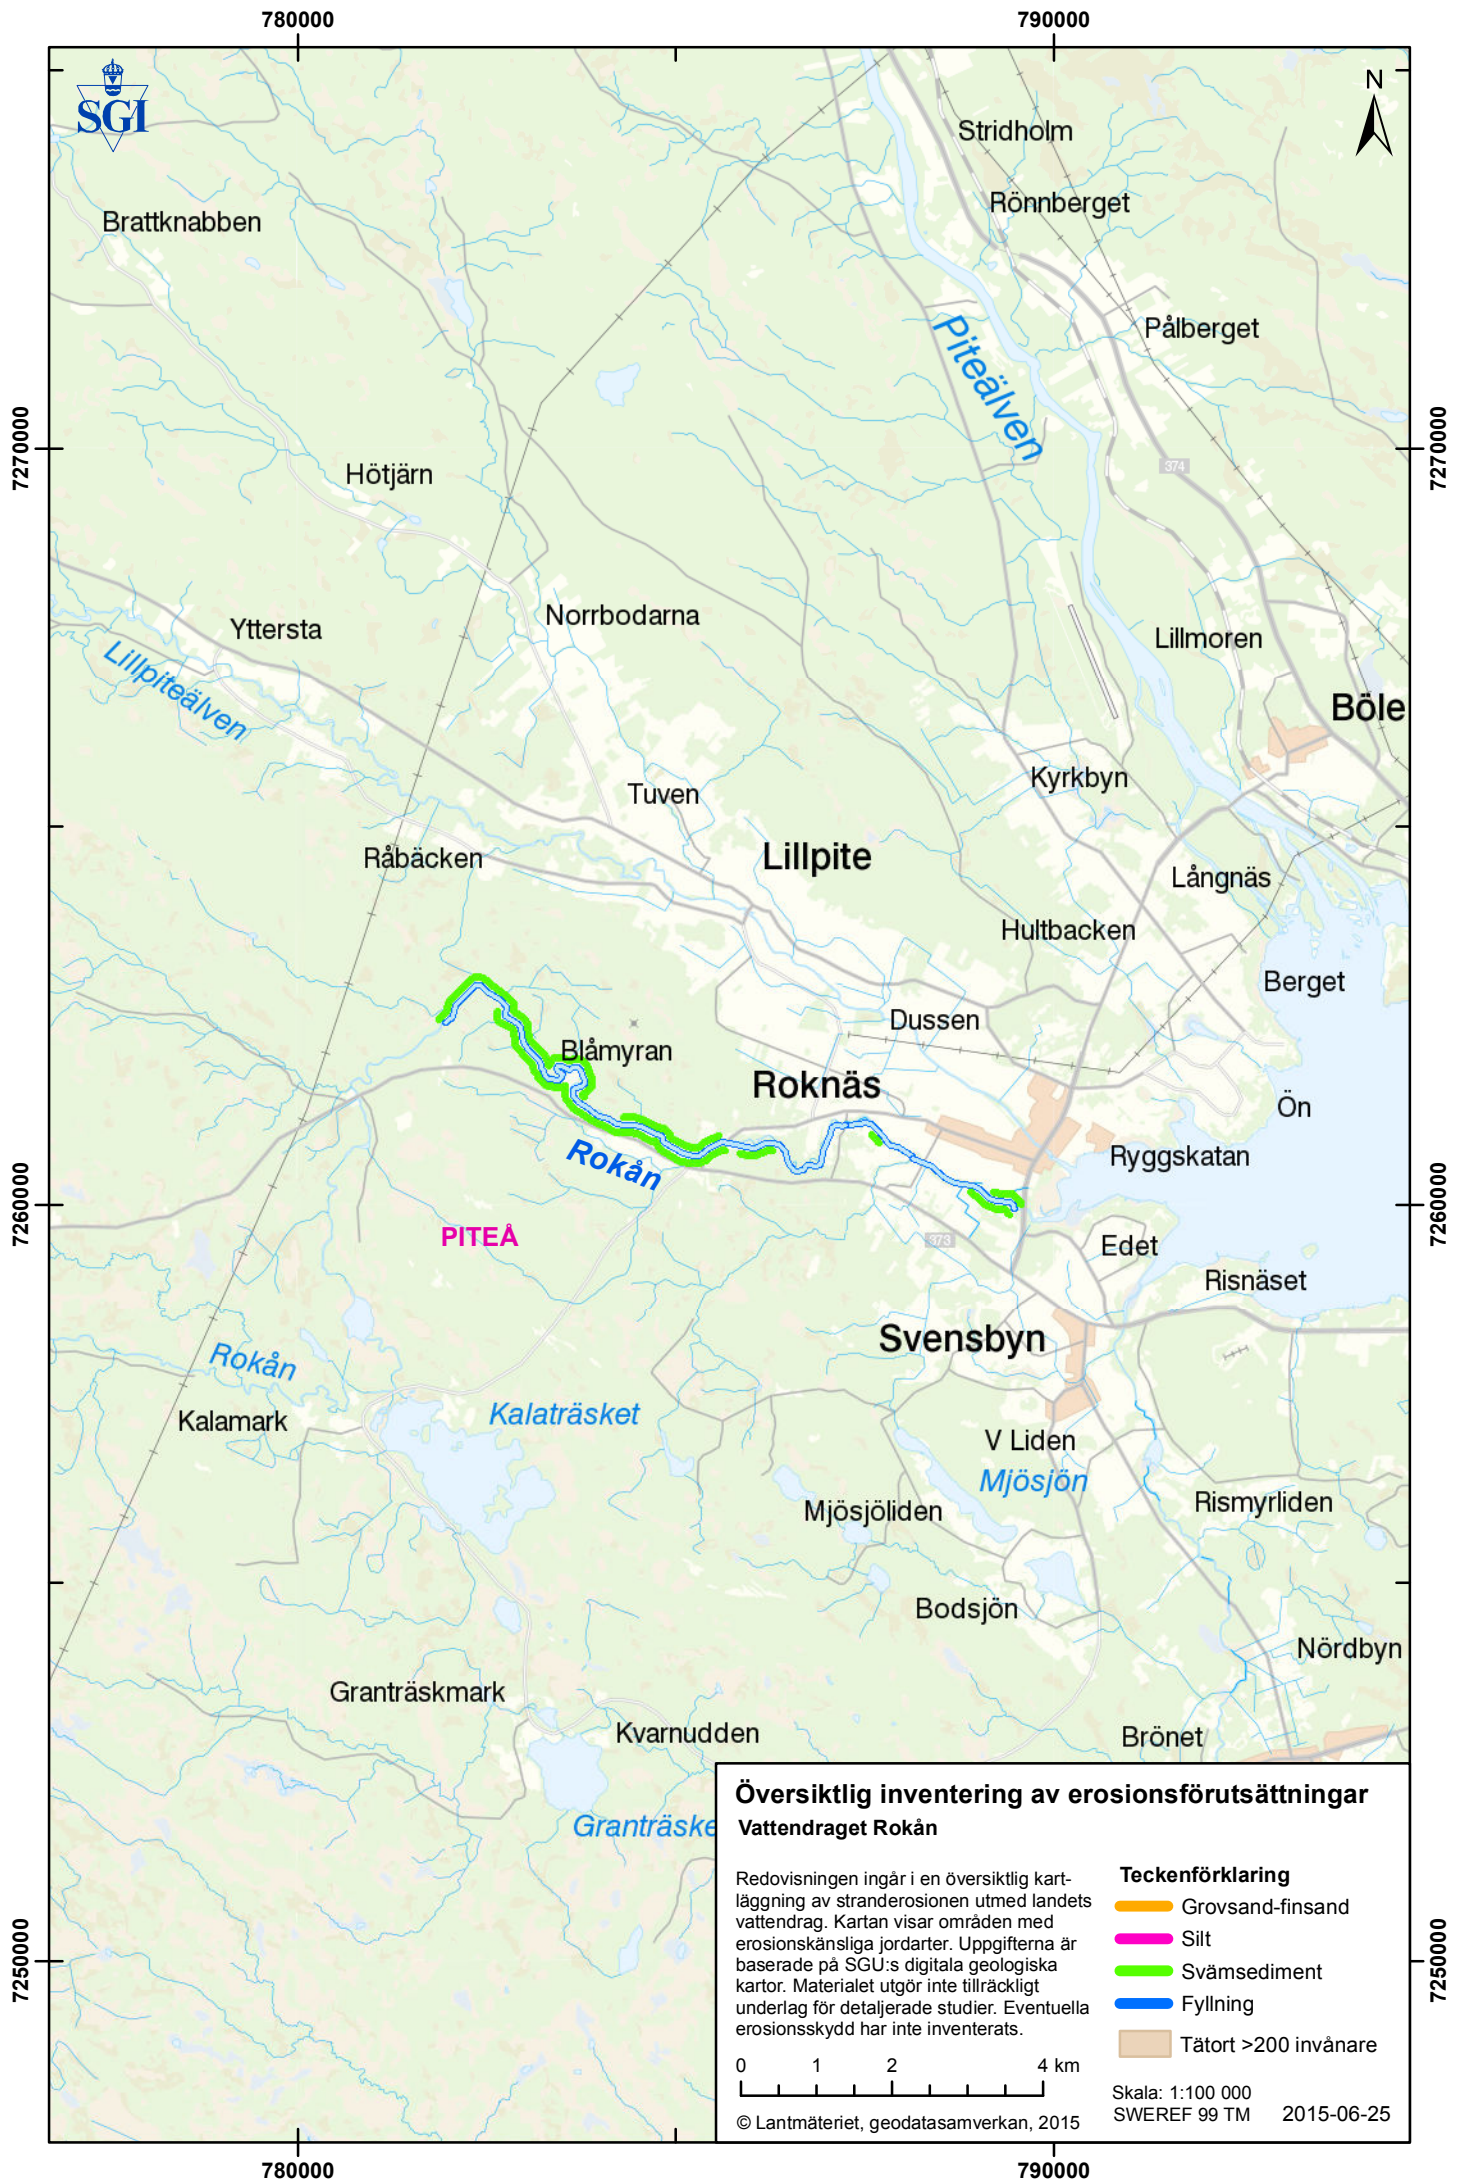 780000
790000
SGI
N
Stridholm
Rönnberget
Brattknabben
Pålberget
Piteälven
7270000
7270000
374
Hötjärn
Norrbodarna
Yttersta
Lillmoren
Lillpiteälven
Böle
Kyrkbyn
Tuven
Råbäcken
Lillpite
Långnäs
Hultbacken
Berget
Dussen
Blåmyran
Roknäs
Ön
Rokån
Ryggskatan
7260000
7260000
PITEÅ
373
Edet
Risnäset
Svensbyn
Rokån
Kalamark
Kalaträsket
V Liden
Mjösjön
Mjösjöliden
Rismyrliden
Bodsjön
Nördbyn
Granträskmark
Kvarnudden
Brönet
Granträske
Översiktlig inventering av erosionsförutsättningar
Vattendraget Rokån
Redovisningen ingår i en översiktlig kart-
läggning av stranderosionen utmed landets
vattendrag. Kartan visar områden med
erosionskänsliga jordarter. Uppgifterna är
baserade på SGU:s digitala geologiska
kartor. Materialet utgör inte tillräckligt
underlag för detaljerade studier. Eventuella
erosionsskydd har inte inventerats.
Teckenförklaring
Grovsand-finsand
Silt
Svämsediment
Fyllning
Tätort >200 invånare
0 1 2 4 km
Skala: 1:100 000
SWEREF 99 TM 2015-06-25
© Lantmäteriet, geodatasamverkan, 2015
7250000
7250000
780000
790000